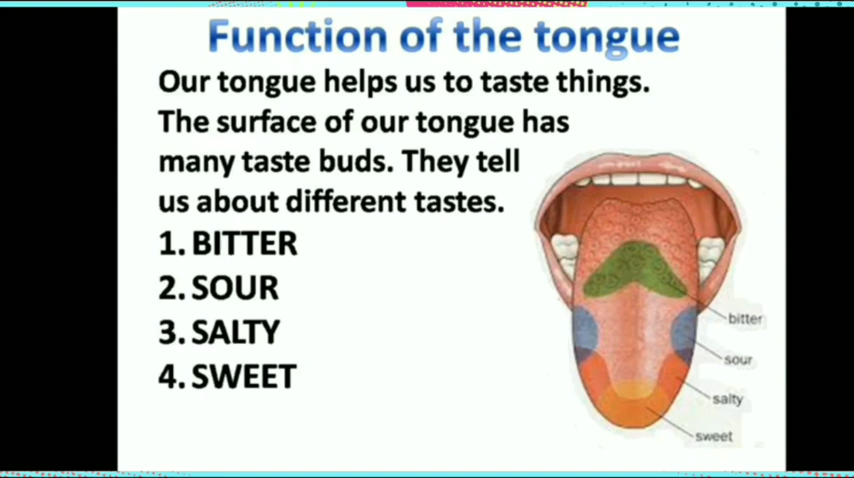 Function of the tongue
Our tongue helps us to taste things.
The surface of our tongue has
many taste buds. They tell
us about different tastes.
1. BITTER
2. SOUR
3. SALTY
4. SWEET
bitter
sour
salty
sweet